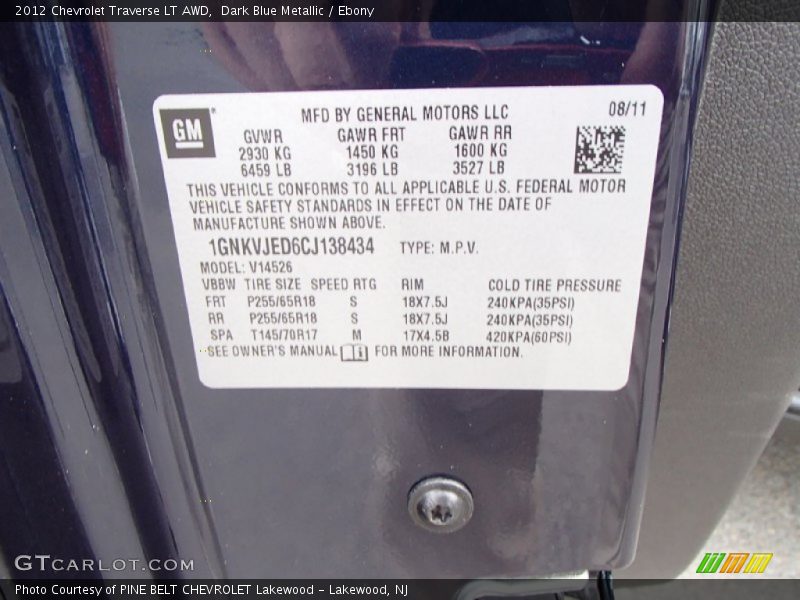 2012 Chevrolet Traverse LT AWD,  Dark Blue Metallic / Ebony
GM
MFD BY GENERAL MOTORS LLC 08/11
GVWR GAWR FRT GAWR RR
2930 KG 1450 KG 1600 KG
6459 LB 3196 LB 3527 LB
THIS VEHICLE CONFORMS TO ALL APPLICABLE U.S. FEDERAL MOTOR
VEHICLE SAFETY STANDARDS IN EFFECT ON THE DATE OF
MANUFACTURE SHOWN ABOVE.
1GNKVJED6CJ138434 TYPE: M.P.V.
MODEL: V14526
VBBW TIRE SIZE SPEED RTG RIM COLD TIRE PRESSURE
FRT P255/65R18 S 18X7.5J 240KPA(35PSI)
RR P255/65R18 S 18X7.5J 240KPA(35PSI)
SPA T145/70R17 M 17X4.5B 420KPA(60PSI)
SEE OWNER'S MANUAL FOR MORE INFORMATION.
GTCARLOT.COM
Photo Courtesy of PINE BELT CHEVROLET Lakewood - Lakewood, NJ